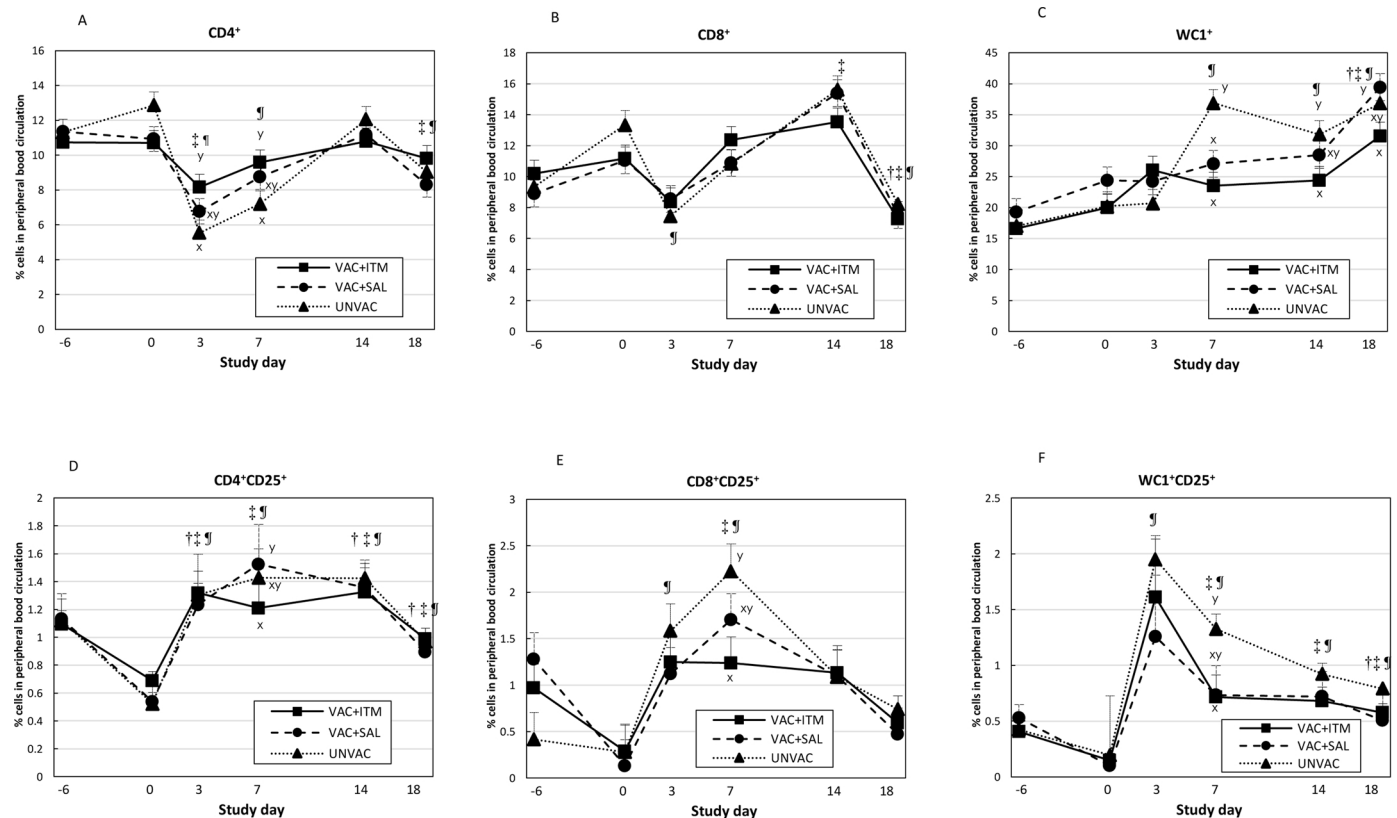 A
CD4⁺
% cells in peripheral bood circulation
16
14
12
10
8
6
4
2
0
‡¶
y
xy
x
¶
y
xy
x
‡¶
VAC+ITM
VAC+SAL
UNVAC
-6 0 3 7 14 18
Study day
B
CD8⁺
% cells in peripheral bood circulation
18
16
14
12
10
8
6
4
2
0
¶
‡
†‡¶
VAC+ITM
VAC+SAL
UNVAC
-6 0 3 7 14 18
Study day
C
WC1⁺
% cells in peripheral bood circulation
45
40
35
30
25
20
15
10
5
0
¶
y
x
x
¶
y
xy
x
†‡¶
y
xy
x
VAC+ITM
VAC+SAL
UNVAC
-6 0 3 7 14 18
Study day
D
CD4⁺CD25⁺
% cells in peripheral bood circulation
2
1.8
1.6
1.4
1.2
1
0.8
0.6
0.4
0.2
0
†‡¶
‡¶
y
xy
x
†‡¶
†‡¶
VAC+ITM
VAC+SAL
UNVAC
-6 0 3 7 14 18
Study day
E
CD8⁺CD25⁺
% cells in peripheral bood circulation
3
2.5
2
1.5
1
0.5
0
¶
‡¶
y
xy
x
VAC+ITM
VAC+SAL
UNVAC
-6 0 3 7 14 18
Study day
F
WC1⁺CD25⁺
% cells in peripheral bood circulation
2.5
2
1.5
1
0.5
0
¶
‡¶
y
xy
x
‡¶
†‡¶
VAC+ITM
VAC+SAL
UNVAC
-6 0 3 7 14 18
Study day